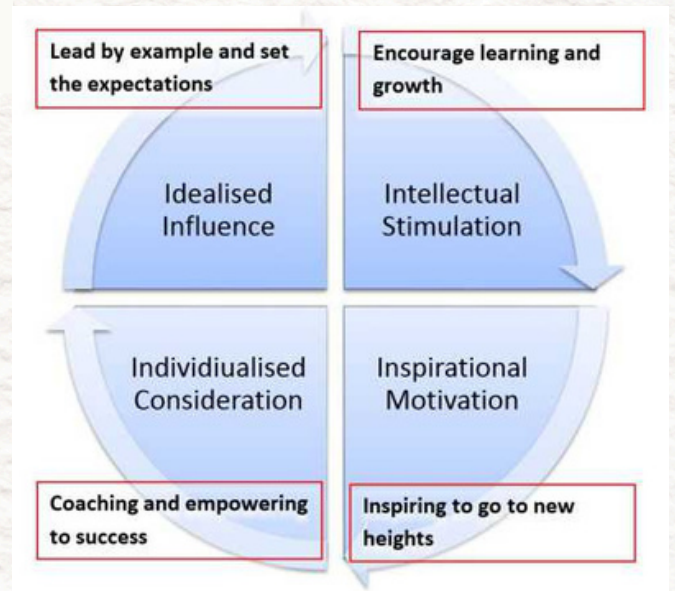 Lead by example and set
the expectations
Encourage learning and
growth
Idealised
Influence
Intellectual
Stimulation
Individiualised
Consideration
Inspirational
Motivation
Coaching and empowering
to success
Inspiring to go to new
heights